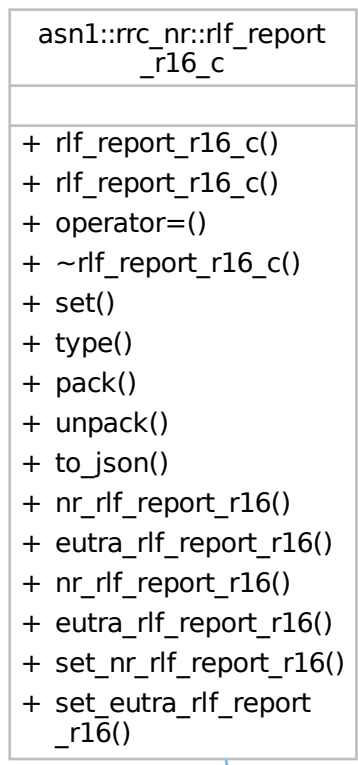 asn1::rrc_nr::rlf_report
_r16_c
+ rlf_report_r16_c()
+ rlf_report_r16_c()
+ operator=()
+ ~rlf_report_r16_c()
+ set()
+ type()
+ pack()
+ unpack()
+ to_json()
+ nr_rlf_report_r16()
+ eutra_rlf_report_r16()
+ nr_rlf_report_r16()
+ eutra_rlf_report_r16()
+ set_nr_rlf_report_r16()
+ set_eutra_rlf_report
_r16()